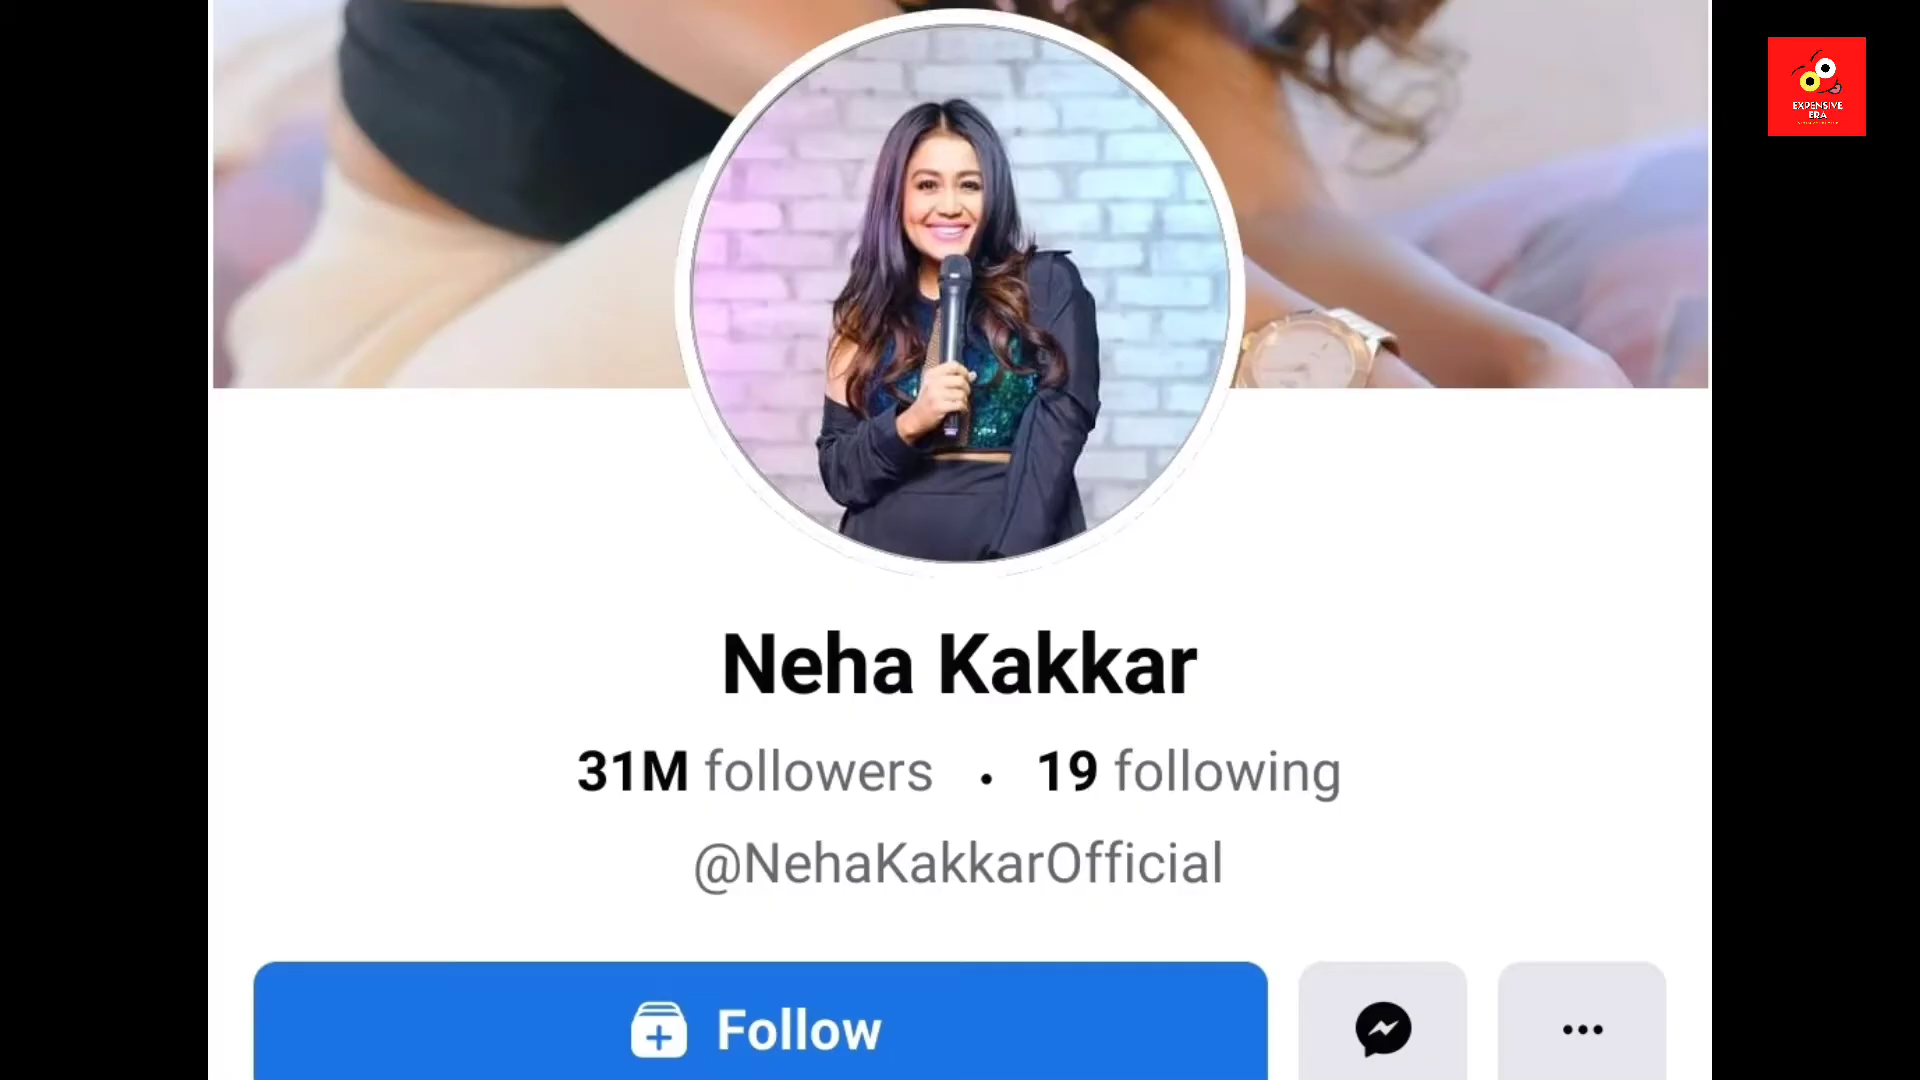 EXPENSIVE
ERA
Neha Kakkar
31M followers • 19 following
@NehaKakkarOfficial
Follow